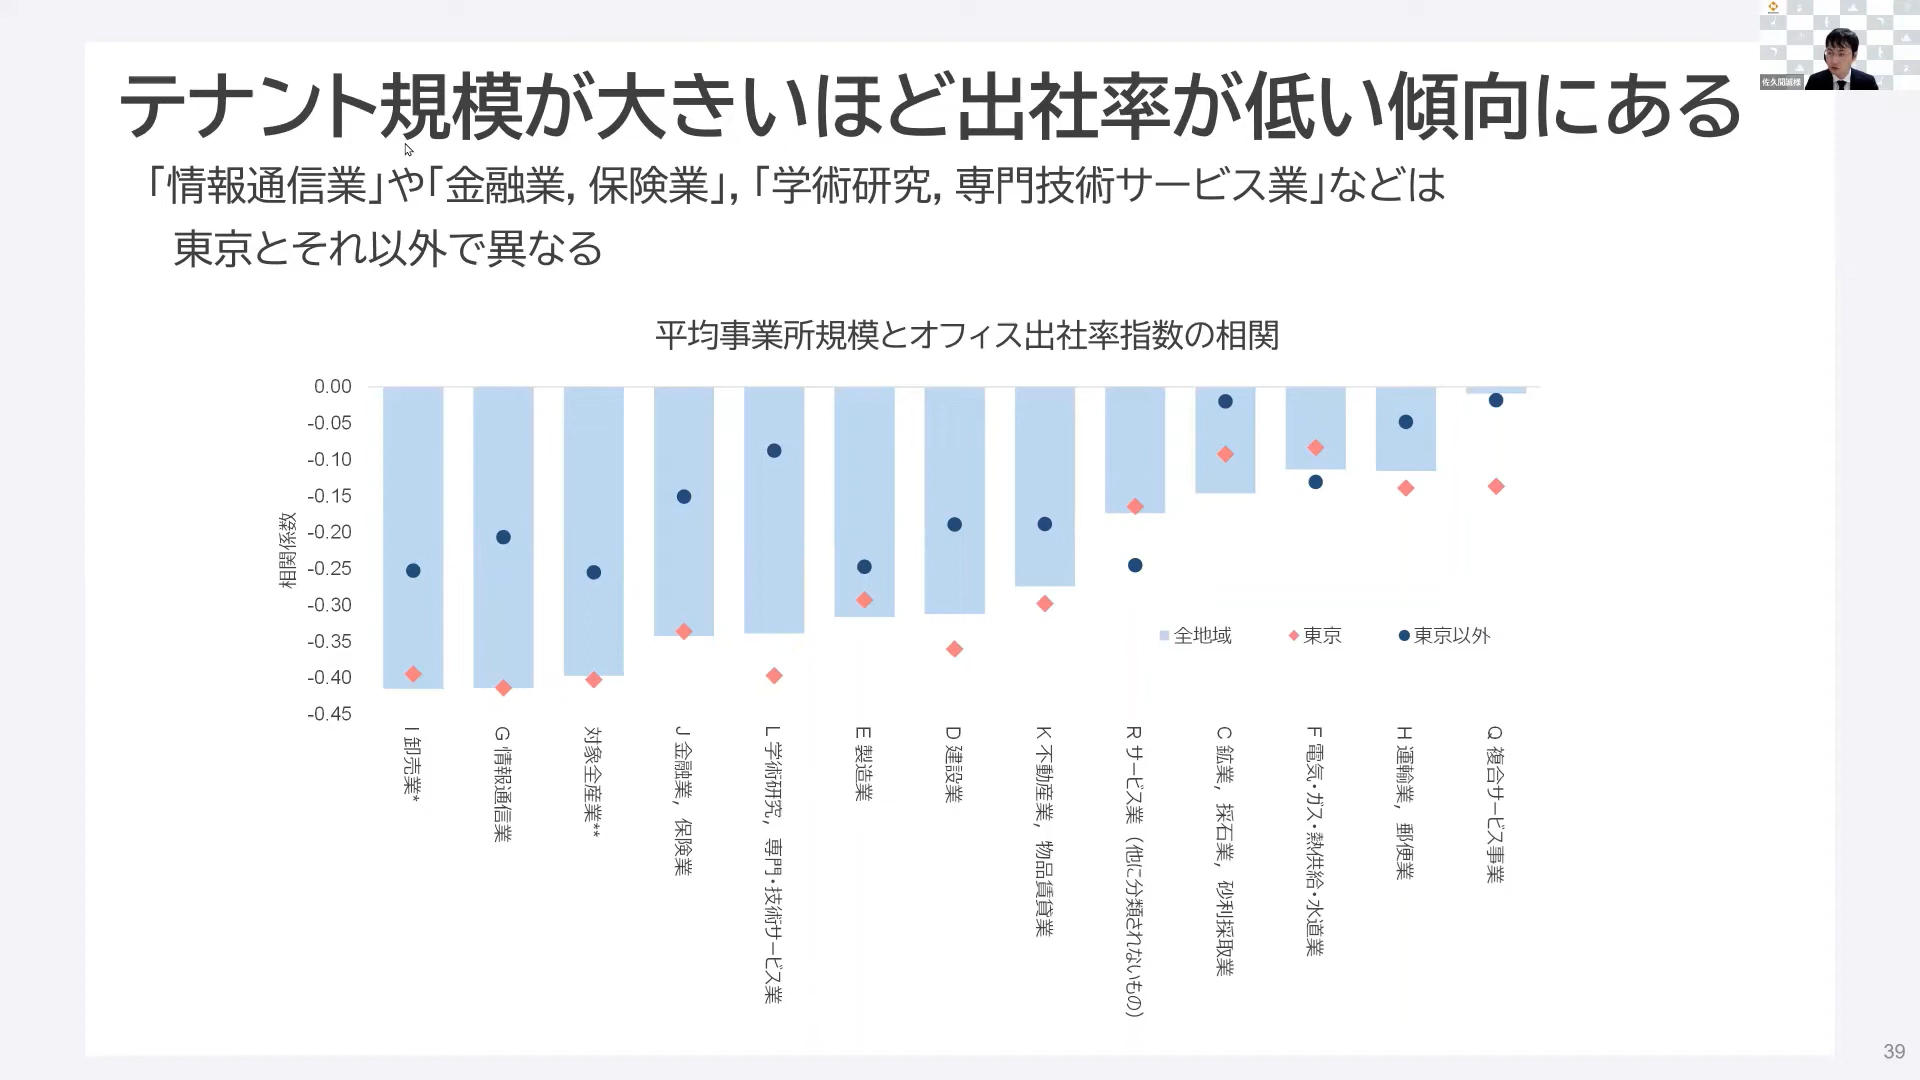 テナント規模が大きいほど出社率が低い傾向にある
「情報通信業」や「金融業, 保険業」, 「学術研究, 専門技術サービス業」などは
東京とそれ以外で異なる
佐久間誠様
平均事業所規模とオフィス出社率指数の相関
相関係数
0.00
-0.05
-0.10
-0.15
-0.20
-0.25
-0.30
-0.35
-0.40
-0.45
全地域
東京
東京以外
I 卸売業*
G 情報通信業
対象全産業**
J 金融業, 保険業
L 学術研究, 専門・技術サービス業
E 製造業
D 建設業
K 不動産業, 物品賃貸業
R サービス業（他に分類されないもの）
C 鉱業, 採石業, 砂利採取業
F 電気・ガス・熱供給・水道業
H 運輸業, 郵便業
Q 複合サービス事業
39